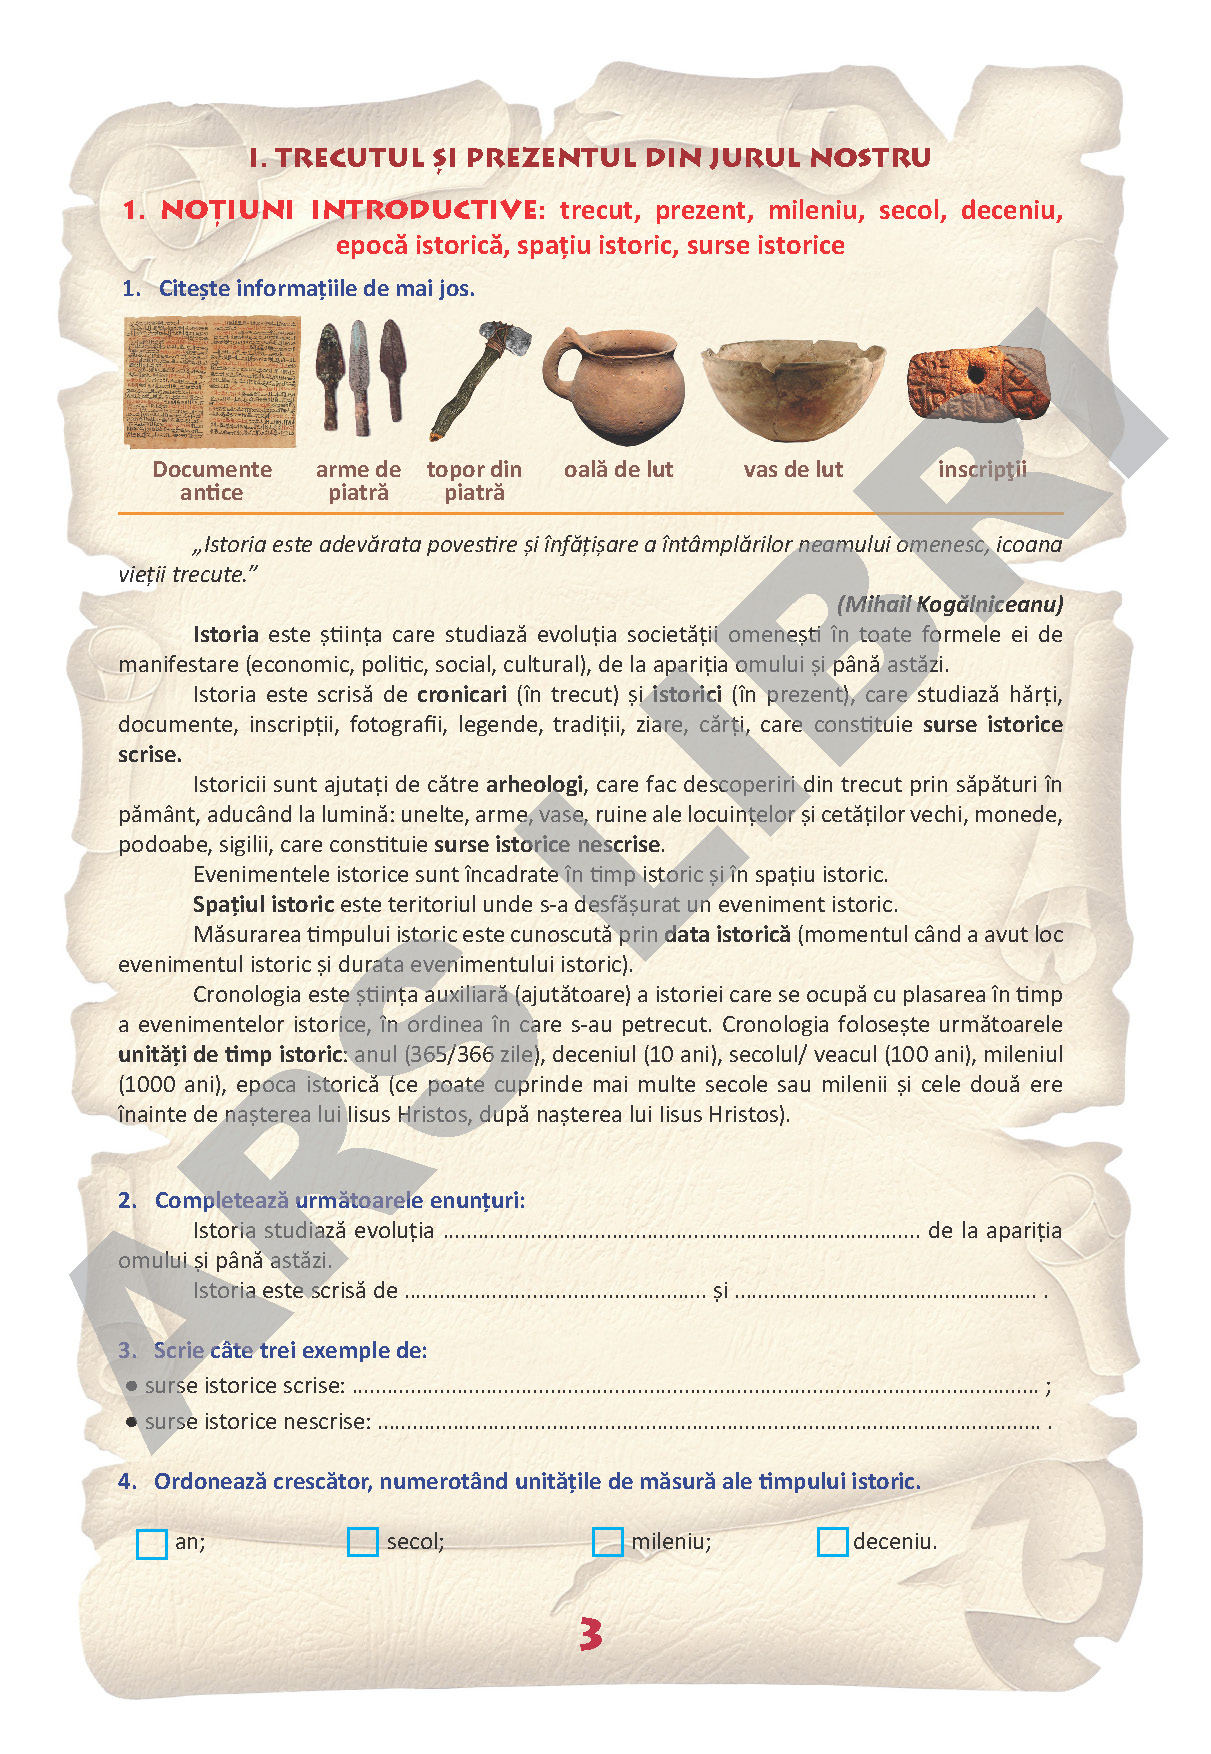 I. TRECUTUL ȘI PREZENTUL DIN JURUL NOSTRU
1. NOȚIUNI INTRODUCTIVE: trecut, prezent, mileniu, secol, deceniu,
epocă istorică, spațiu istoric, surse istorice
1. Citește informațiile de mai jos.
Documente antice
arme de piatră
topor din piatră
oală de lut
vas de lut
inscripţii
„Istoria este adevărata povestire și înfățișare a întâmplărilor neamului omenesc, icoana
vieții trecute.”
(Mihail Kogălniceanu)
Istoria este știința care studiază evoluția societății omenești în toate formele ei de
manifestare (economic, politic, social, cultural), de la apariția omului și până astăzi.
Istoria este scrisă de cronicari (în trecut) și istorici (în prezent), care studiază hărți,
documente, inscripții, fotografii, legende, tradiții, ziare, cărți, care constituie surse istorice
scrise.
Istoricii sunt ajutați de către arheologi, care fac descoperiri din trecut prin săpături în
pământ, aducând la lumină: unelte, arme, vase, ruine ale locuințelor și cetăților vechi, monede,
podoabe, sigilii, care constituie surse istorice nescrise.
Evenimentele istorice sunt încadrate în timp istoric și în spațiu istoric.
Spațiul istoric este teritoriul unde s-a desfășurat un eveniment istoric.
Măsurarea timpului istoric este cunoscută prin data istorică (momentul când a avut loc
evenimentul istoric și durata evenimentului istoric).
Cronologia este știința auxiliară (ajutătoare) a istoriei care se ocupă cu plasarea în timp
a evenimentelor istorice, în ordinea în care s-au petrecut. Cronologia folosește următoarele
unități de timp istoric: anul (365/366 zile), deceniul (10 ani), secolul/ veacul (100 ani), mileniul
(1000 ani), epoca istorică (ce poate cuprinde mai multe secole sau milenii și cele două ere
înainte de nașterea lui Iisus Hristos, după nașterea lui Iisus Hristos).
2. Completează următoarele enunțuri:
Istoria studiază evoluția .................................................................................. de la apariția
omului și până astăzi.
Istoria este scrisă de .................................................... și .................................................... .
3. Scrie câte trei exemple de:
● surse istorice scrise: ...................................................................................................................... ;
● surse istorice nescrise: .................................................................................................................. .
4. Ordonează crescător, numerotând unitățile de măsură ale timpului istoric.
an; secol; mileniu; deceniu.
3
ARS LIBRI